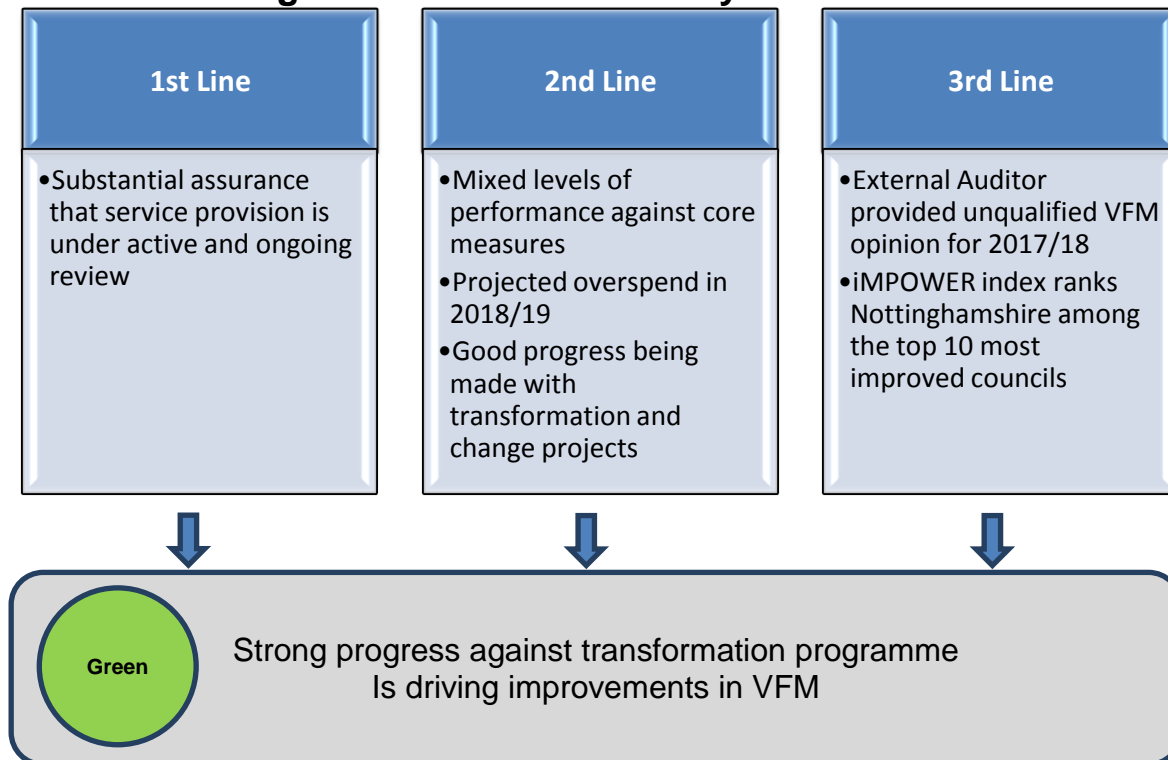 1st Line
•Substantial assurance
that service provision is
under active and ongoing
review
2nd Line
•Mixed levels of
performance against core
measures
•Projected overspend in
2018/19
•Good progress being
made with
transformation and
change projects
3rd Line
•External Auditor
provided unqualified VFM
opinion for 2017/18
•iMPOWER index ranks
Nottinghamshire among
the top 10 most
improved councils
Green
Strong progress against transformation programme
Is driving improvements in VFM